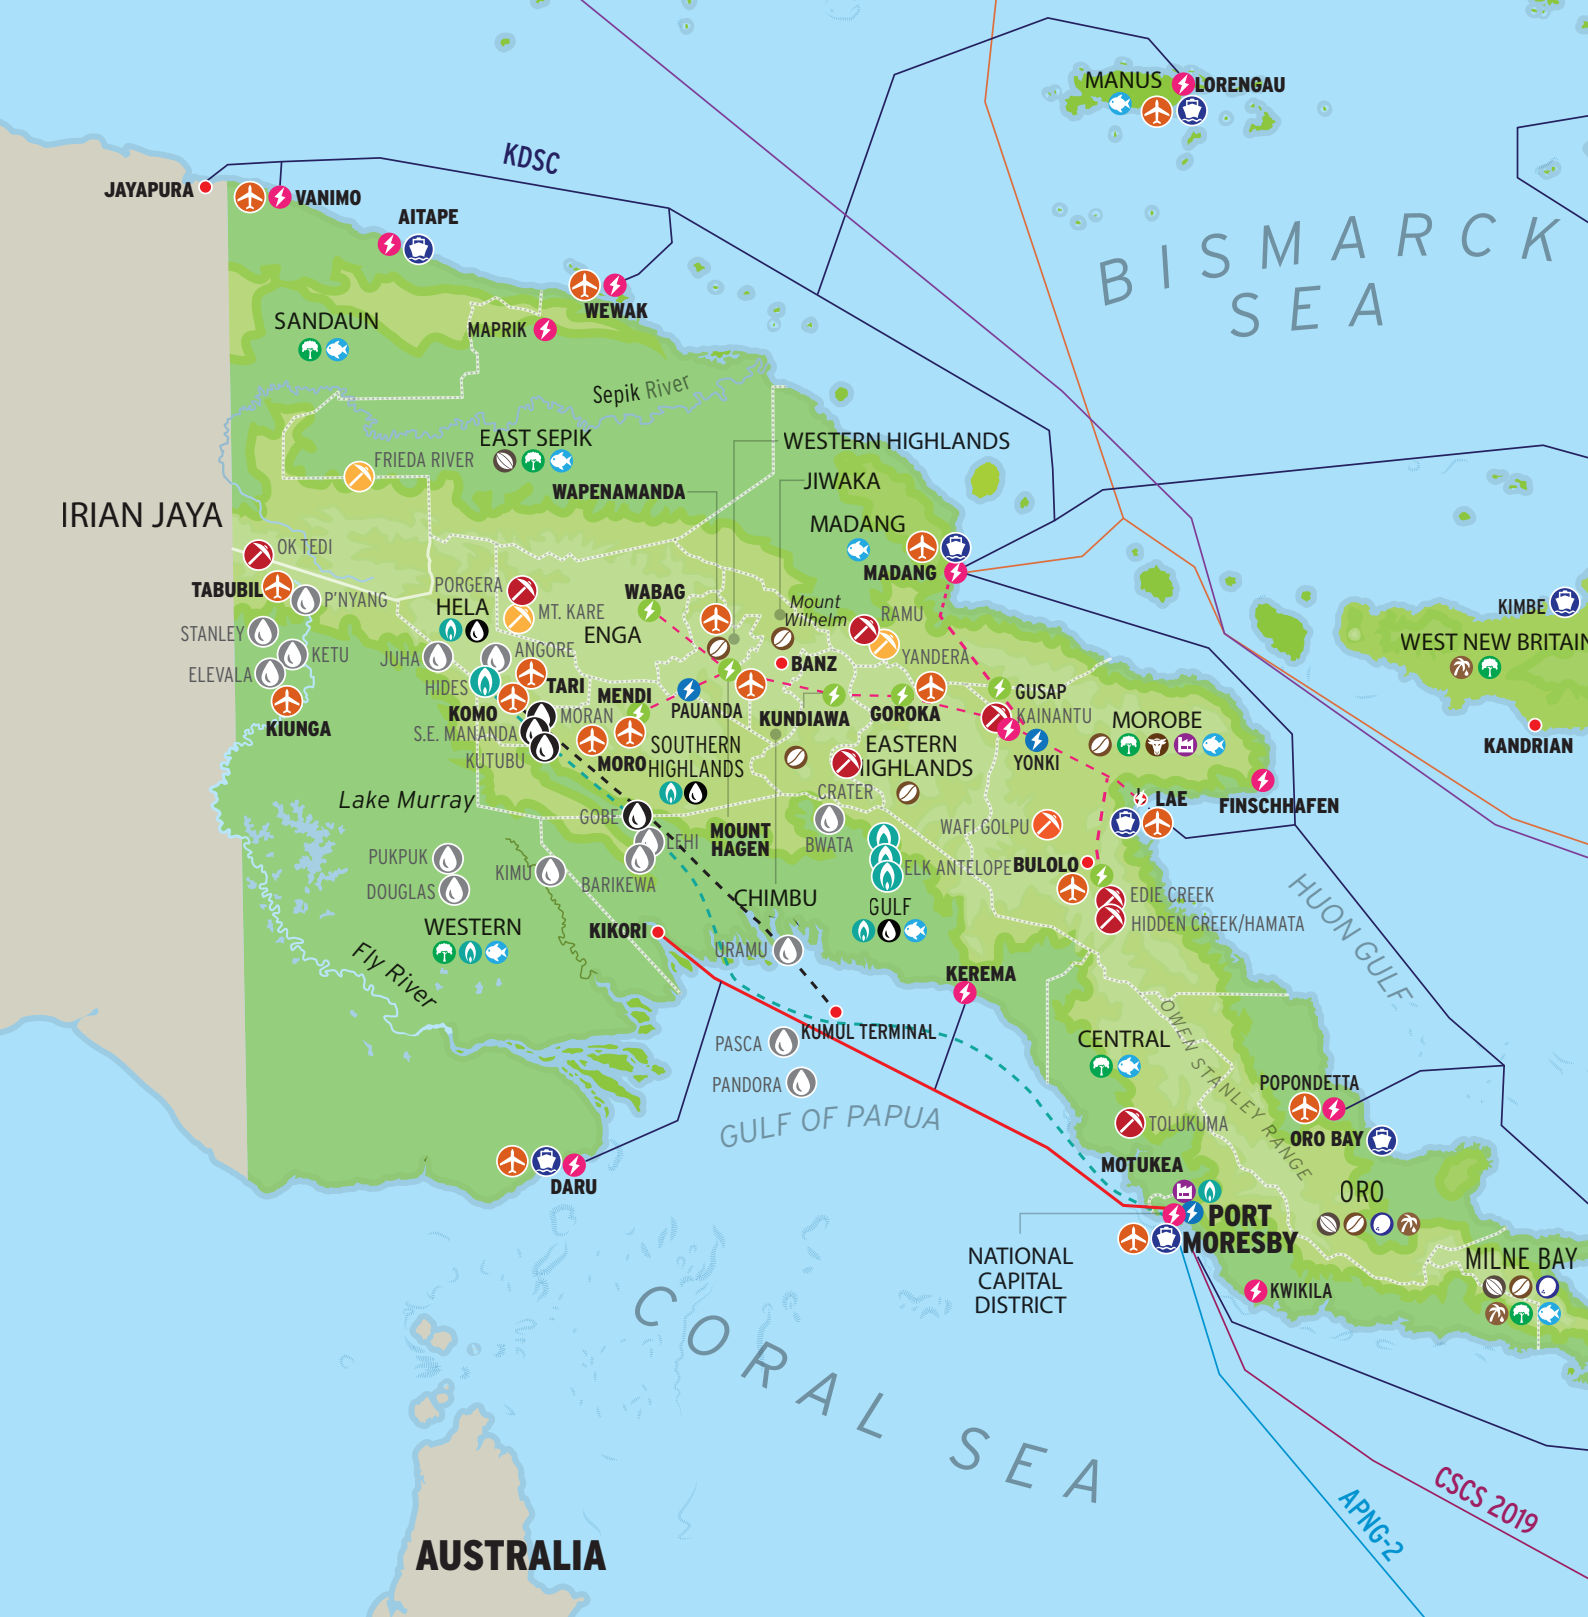 MANUS
LORENGAU
KDSC
JAYAPURA
VANIMO
AITAPE
BISMARCK
SEA
WEWAK
SANDAUN
MAPRIK
Sepik River
EAST SEPIK
WESTERN HIGHLANDS
FRIEDA RIVER
WAPENAMANDA
JIWAKA
IRIAN JAYA
MADANG
OK TEDI
MADANG
TABUBIL
P'NYANG
PORGERA
WABAG
Mount
Wilhelm
RAMU
KIMBE
HELA
MT. KARE
STANLEY
ENGA
WEST NEW BRITAIN
KETU
JUHA
ANGORE
BANZ
YANDERA
ELEVALA
HIDES
TARI
MENDI
GUSAP
KIUNGA
KOMO
MORAN
PAUANDA
KUNDIAWA
GOROKA
KAINANTU
MOROBE
S.E. MANANDA
SOUTHERN
HIGHLANDS
EASTERN
HIGHLANDS
KANDRIAN
KUTUBU
MORO
YONKI
Lake Murray
CRATER
LAE
FINSCHHAFEN
GOBE
WAFI GOLPU
MOUNT
HAGEN
LEHI
BWATA
PUKPUK
KIMU
BARIKEWA
ELK ANTELOPE
BULOLO
DOUGLAS
CHIMBU
GULF
EDIE CREEK
HIDDEN CREEK/HAMATA
WESTERN
KIKORI
HUON GULF
Fly River
URAMU
KEREMA
KUMUL TERMINAL
PASCA
CENTRAL
OWEN STANLEY RANGE
PANDORA
POPONDETTA
GULF OF PAPUA
TOLUKUMA
ORO BAY
MOTUKEA
DARU
ORO
PORT
MORESBY
NATIONAL
CAPITAL
DISTRICT
MILNE BAY
KWIKILA
CORAL SEA
CSCS 2019
APNG-2
AUSTRALIA